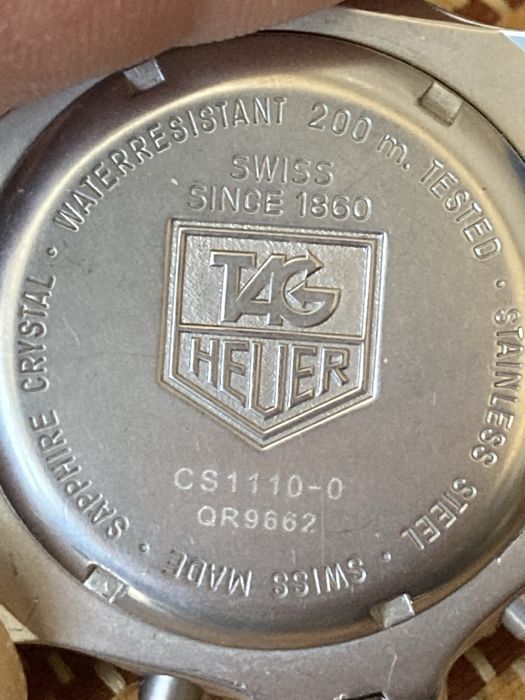 WATERRESISTANT 200 m. TESTED · STAINLESS STEEL · SWISS MADE · SAPPHIRE CRYSTAL ·
SWISS
SINCE 1860
TAG
HEUER
CS1110-0
QR9662